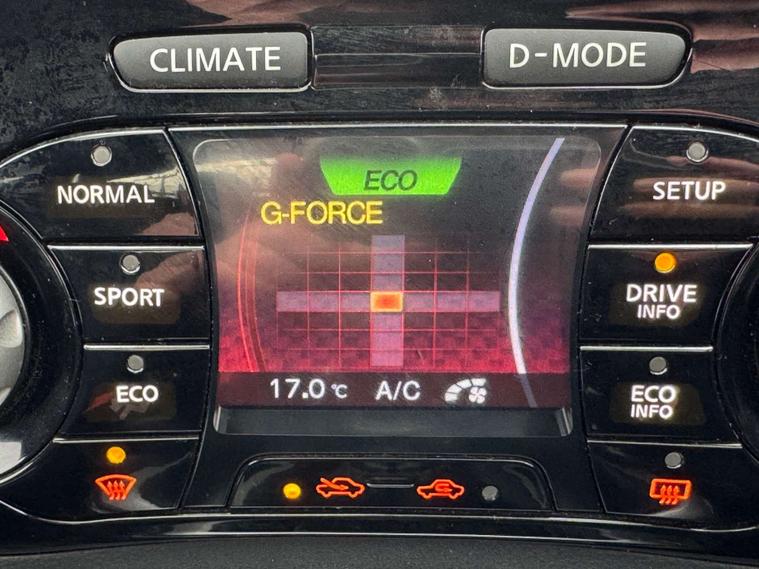 CLIMATE
D-MODE
NORMAL
ECO
SETUP
G-FORCE
SPORT
DRIVE
INFO
ECO
17.0°C A/C
ECO
INFO